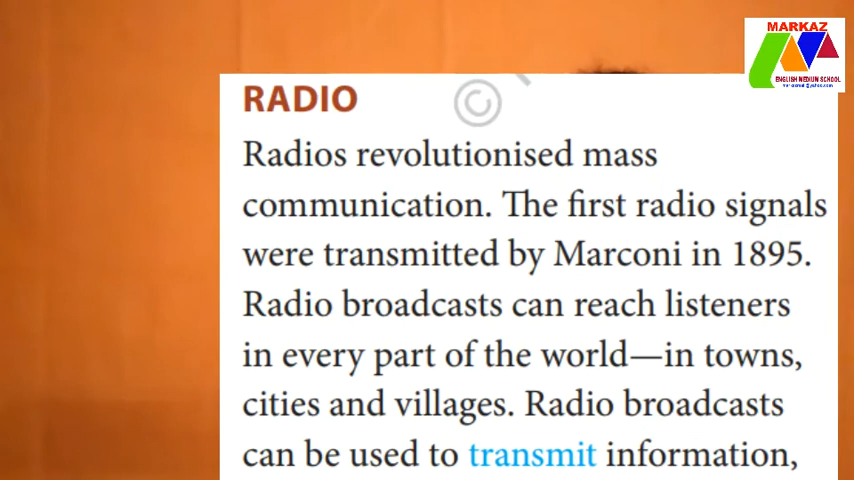 MARKAZ
ENGLISH MEDIUM SCHOOL
RADIO
©
Radios revolutionised mass
communication. The first radio signals
were transmitted by Marconi in 1895.
Radio broadcasts can reach listeners
in every part of the world—in towns,
cities and villages. Radio broadcasts
can be used to transmit information,